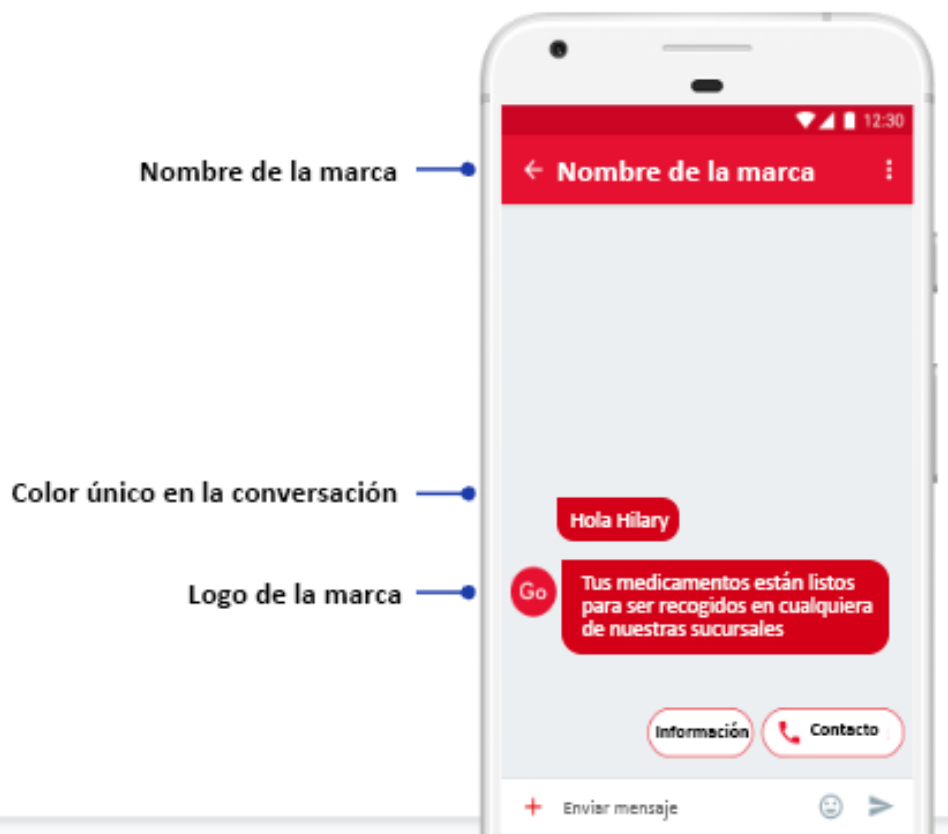 12:30
Nombre de la marca
Nombre de la marca
Color único en la conversación
Hola Hilary
Logo de la marca
Go
Tus medicamentos están listos
para ser recogidos en cualquiera
de nuestras sucursales
Información
Contacto
Enviar mensaje